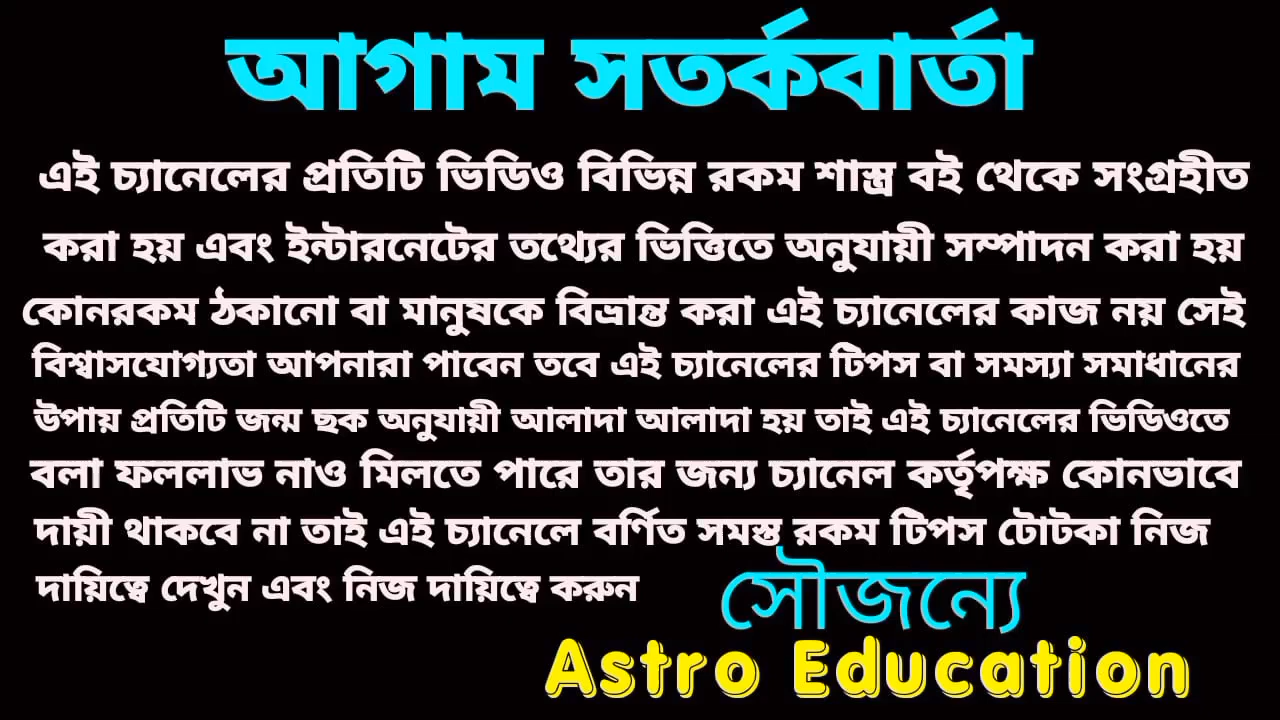 আগাম সতর্কবার্তা
এই চ্যানেলের প্রতিটি ভিডিও বিভিন্ন রকম শাস্ত্র বই থেকে সংগ্রহীত
করা হয় এবং ইন্টারনেটের তথ্যের ভিত্তিতে অনুযায়ী সম্পাদন করা হয়
কোনরকম ঠকানো বা মানুষকে বিভ্রান্ত করা এই চ্যানেলের কাজ নয় সেই
বিশ্বাসযোগ্যতা আপনারা পাবেন তবে এই চ্যানেলের টিপস বা সমস্যা সমাধানের
উপায় প্রতিটি জন্ম ছক অনুযায়ী আলাদা আলাদা হয় তাই এই চ্যানেলের ভিডিওতে
বলা ফললাভ নাও মিলতে পারে তার জন্য চ্যানেল কর্তৃপক্ষ কোনভাবে
দায়ী থাকবে না তাই এই চ্যানেলে বর্ণিত সমস্ত রকম টিপস টোটকা নিজ
দায়িত্বে দেখুন এবং নিজ দায়িত্বে করুন
সৌজন্যে
Astro Education